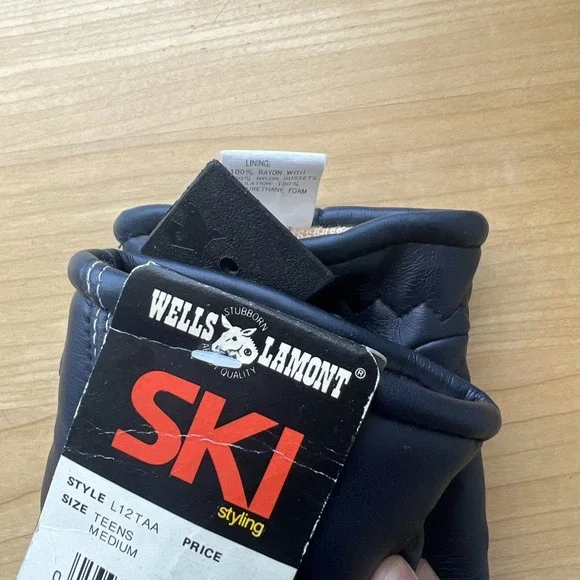 LINING:
100% RAYON WITH
NYLON GUSSETS
100%
URETHANE FOAM
WELLS LAMONT ®
STUBBORN
QUALITY
SKI
styling
STYLE L12TAA
SIZE TEENS
MEDIUM
PRICE
0